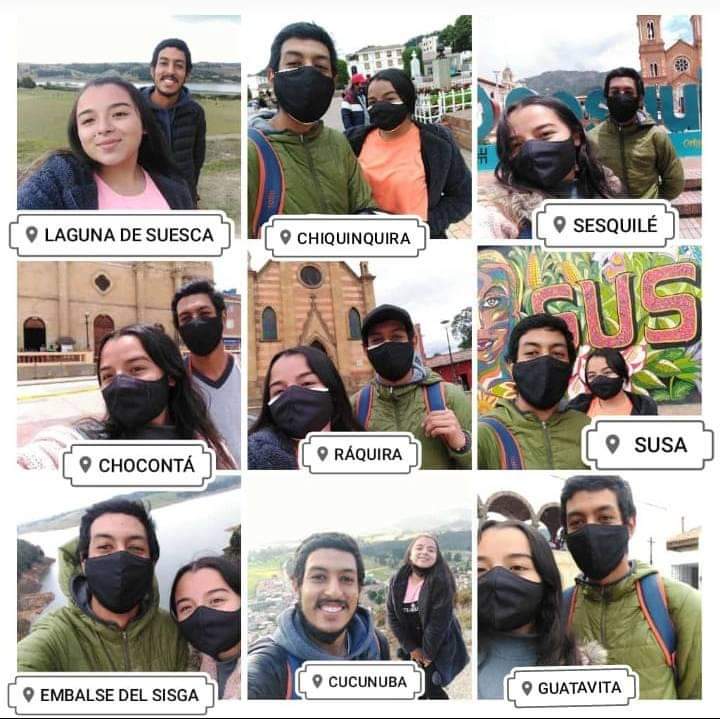 LAGUNA DE SUESCA
CHIQUINQUIRA
SESQUILÉ
CHOCONTÁ
RÁQUIRA
SUS
SUSA
EMBALSE DEL SISGA
CUCUNUBA
GUATAVITA